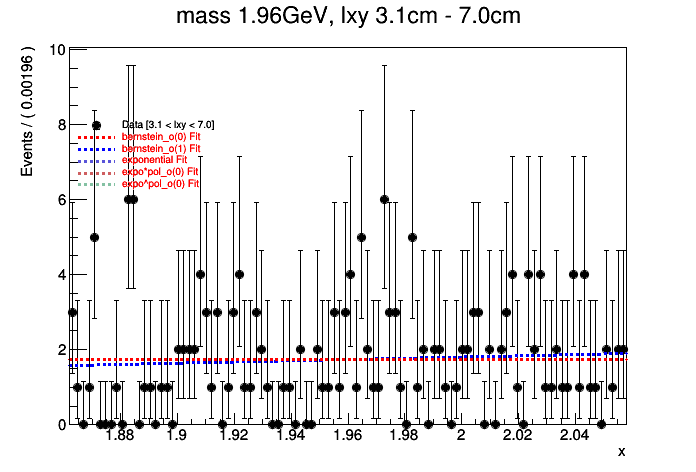 mass 1.96GeV, lxy 3.1cm - 7.0cm
Events / ( 0.00196 )
10
8
6
4
2
0
Data [3.1 < lxy < 7.0]
bernstein_o(0) Fit
bernstein_o(1) Fit
exponential Fit
expo*pol_o(0) Fit
expo^pol_o(0) Fit
1.88 1.9 1.92 1.94 1.96 1.98 2 2.02 2.04
x